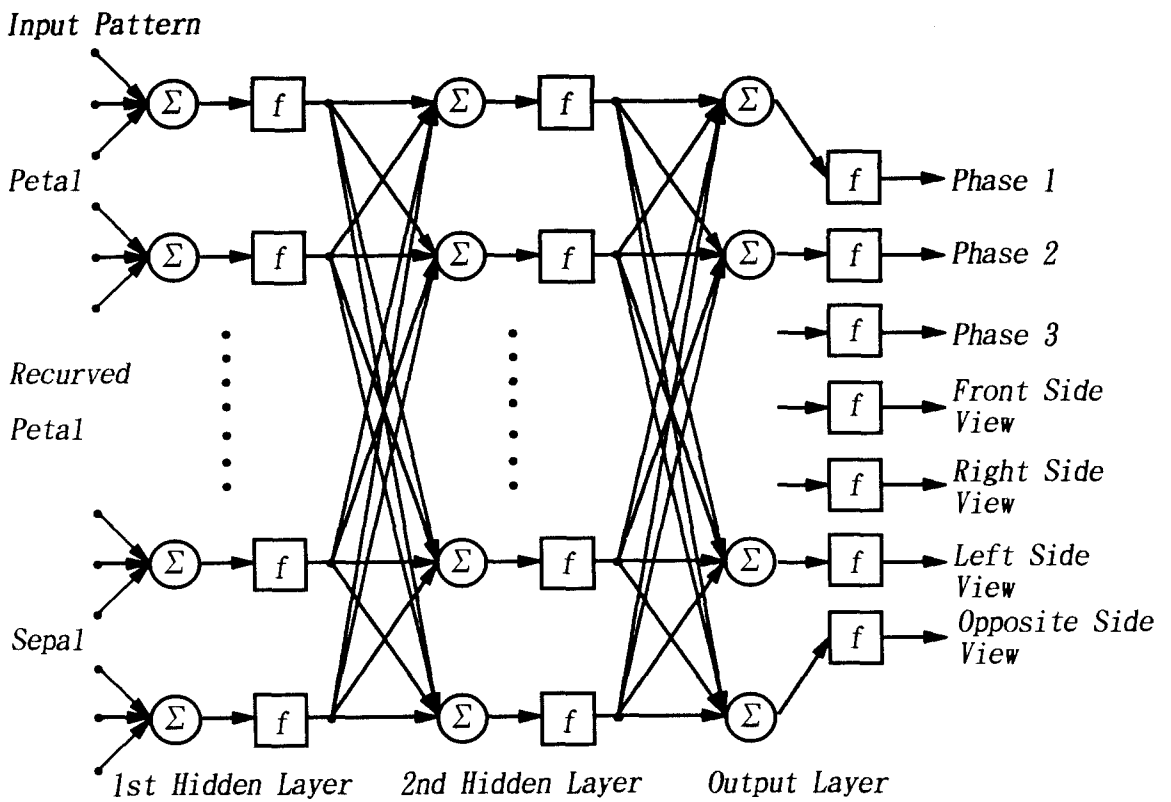 Input Pattern
Σ f Σ f Σ
Petal
f Phase 1
Σ f Σ f Σ f Phase 2
f Phase 3
Recurved
Petal
f Front Side
View
f Right Side
View
Σ f Σ f Σ f Left Side
View
Sepal
f Opposite Side
View
Σ f Σ f Σ
1st Hidden Layer 2nd Hidden Layer Output Layer